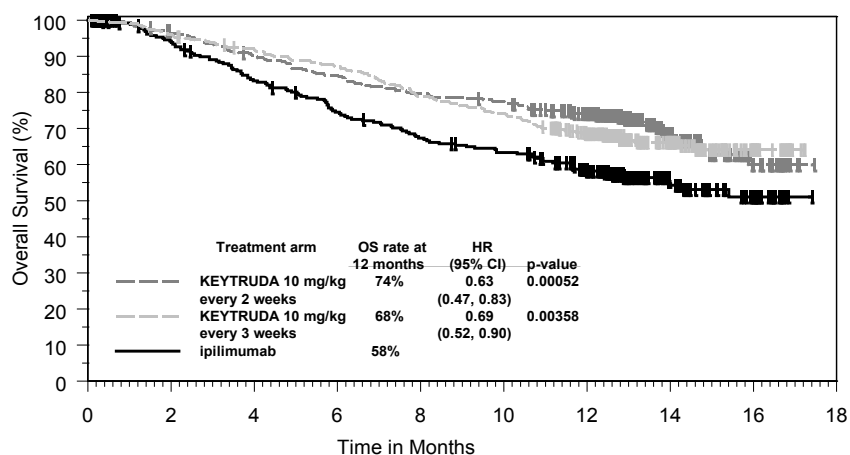 100
90
80
70
60
50
40
30
20
10
0
Overall Survival (%)
Treatment arm OS rate at HR
12 months (95% CI) p-value
KEYTRUDA 10 mg/kg 74% 0.63 0.00052
every 2 weeks (0.47, 0.83)
KEYTRUDA 10 mg/kg 68% 0.69 0.00358
every 3 weeks (0.52, 0.90)
ipilimumab 58%
0 2 4 6 8 10 12 14 16 18
Time in Months